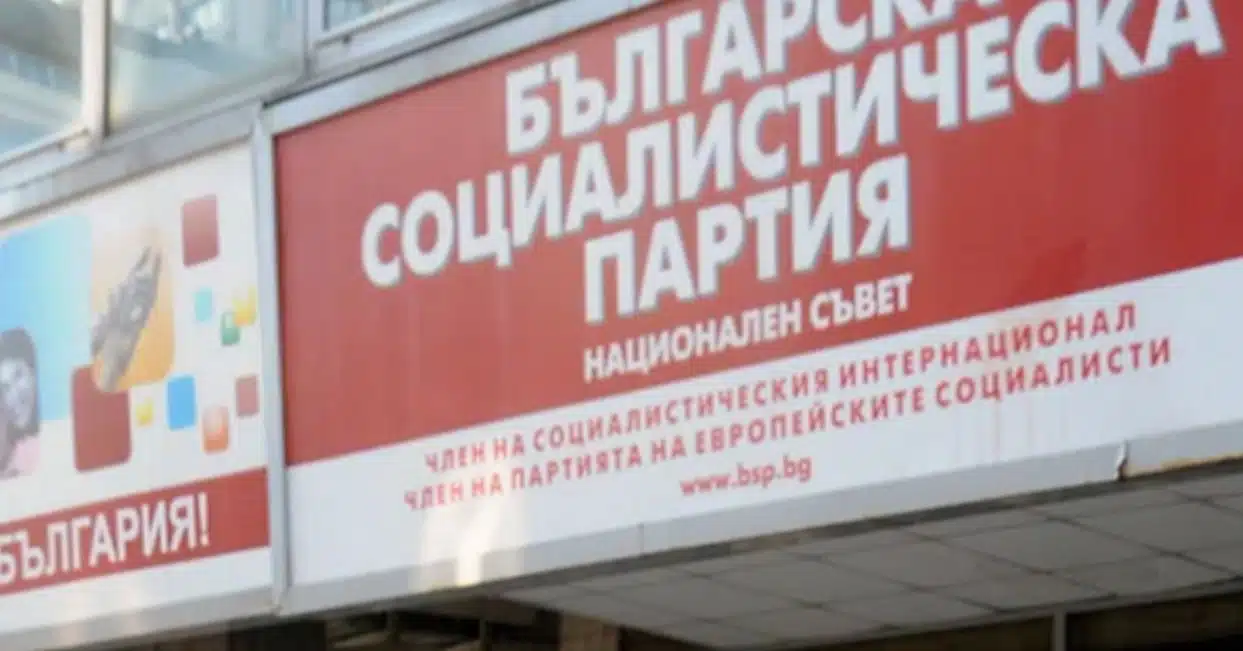 БЪЛГАРСКА
СОЦИАЛИСТИЧЕСКА
ПАРТИЯ
НАЦИОНАЛЕН СЪВЕТ
ЧЛЕН НА СОЦИАЛИСТИЧЕСКИЯ ИНТЕРНАЦИОНАЛ
ЧЛЕН НА ПАРТИЯТА НА ЕВРОПЕЙСКИТЕ СОЦИАЛИСТИ
www.bsp.bg
БЪЛГАРИЯ!